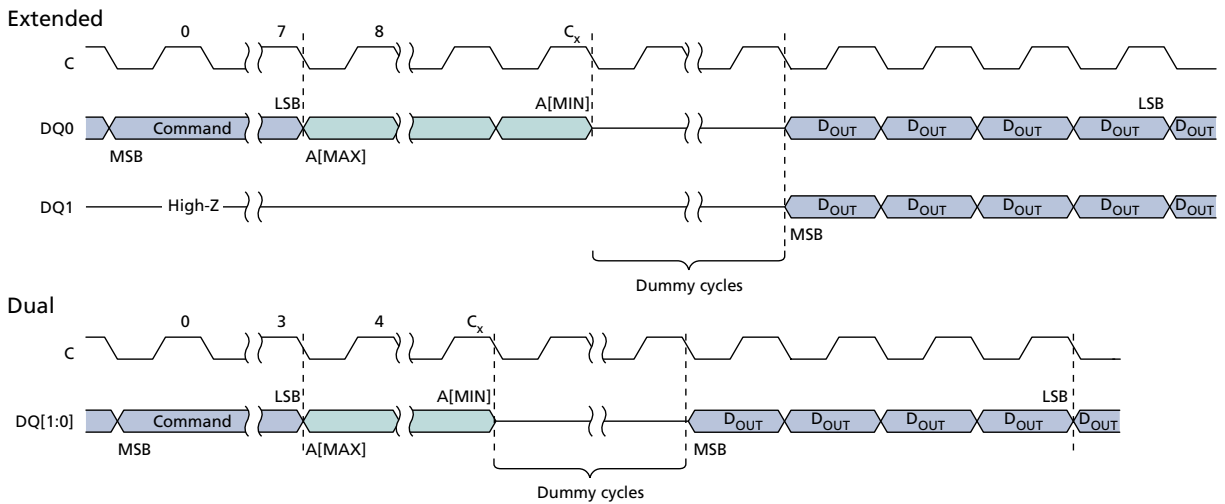 Extended
0 7 8 Cx
C
LSB A[MIN] LSB
DQ0 Command DOUT DOUT DOUT DOUT DOUT
MSB A[MAX]
DQ1 High-Z DOUT DOUT DOUT DOUT DOUT
MSB
Dummy cycles
Dual
0 3 4 Cx
C
LSB A[MIN] LSB
DQ[1:0] Command DOUT DOUT DOUT DOUT DOUT
MSB A[MAX] MSB
Dummy cycles